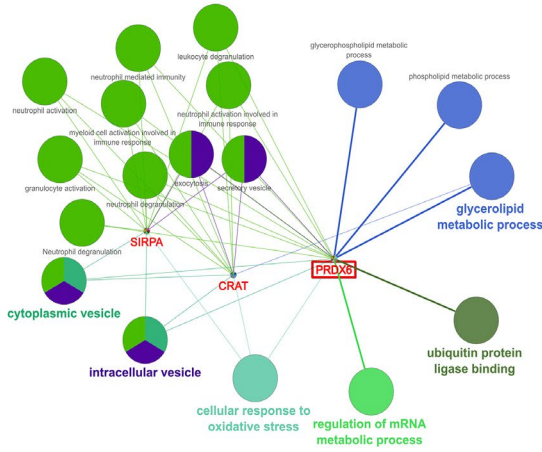 glycerophospholipid metabolic
process
leukocyte degranulation
phospholipid metabolic process
neutrophil mediated immunity
neutrophil activation
neutrophil activation involved in
immune response
myeloid cell activation involved in
immune response
granulocyte activation
exocytosis
secretory vesicle
neutrophil degranulation
glycerolipid
metabolic process
SIRPA
Neutrophil degranulation
PRDX6
CRAT
cytoplasmic vesicle
ubiquitin protein
ligase binding
intracellular vesicle
cellular response to
oxidative stress
regulation of mRNA
metabolic process